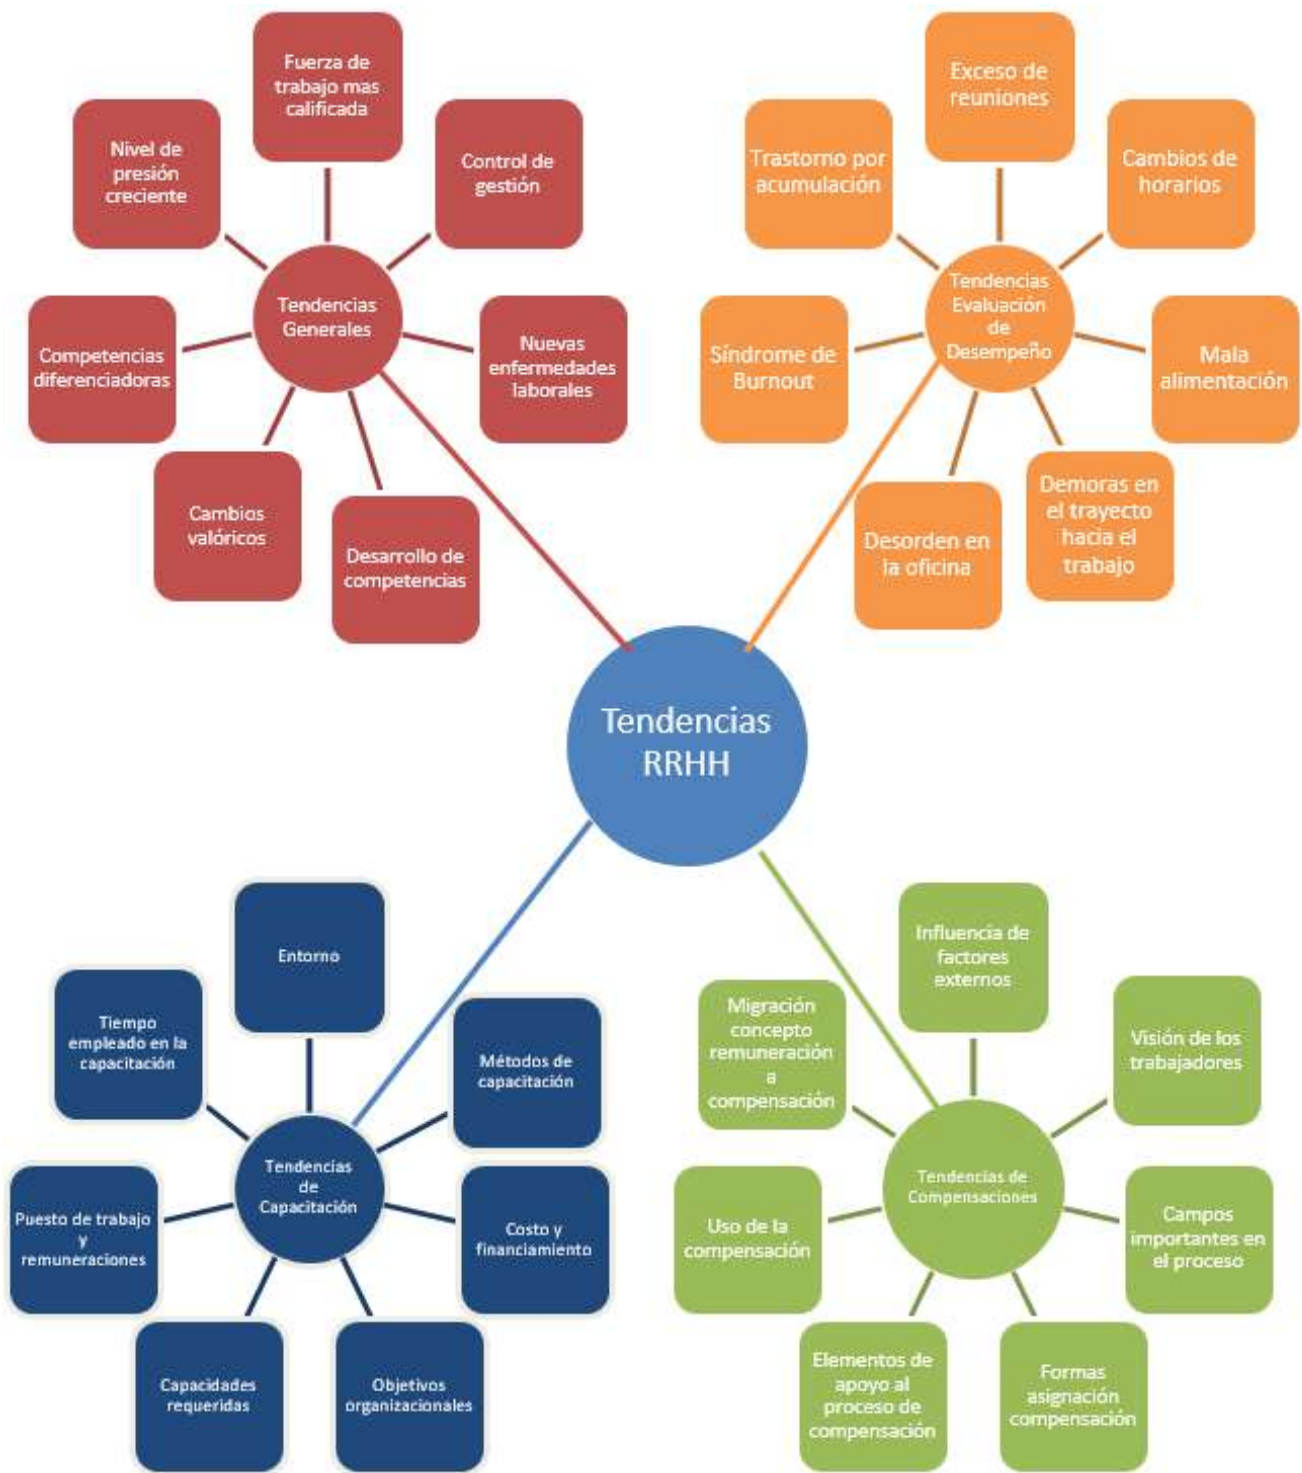 Fuerza de
trabajo mas
calificada
Nivel de
presión
creciente
Control de
gestión
Tendencias
Generales
Competencias
diferenciadoras
Nuevas
enfermedades
laborales
Cambios
valóricos
Desarrollo de
competencias
Exceso de
reuniones
Trastorno por
acumulación
Cambios de
horarios
Tendencias
Evaluación
de
Desempeño
Síndrome de
Burnout
Mala
alimentación
Desorden en
la oficina
Demoras en
el trayecto
hacia el
trabajo
Tendencias
RRHH
Entorno
Tiempo
empleado en la
capacitación
Métodos de
capacitación
Tendencias
de
Capacitación
Puesto de trabajo
y
remuneraciones
Costo y
financiamiento
Capacidades
requeridas
Objetivos
organizacionales
Influencia de
factores
externos
Migración
concepto
remuneración
a
compensación
Visión de los
trabajadores
Tendencias de
Compensaciones
Uso de la
compensación
Campos
importantes en
el proceso
Elementos de
apoyo al
proceso de
compensación
Formas
asignación
compensación